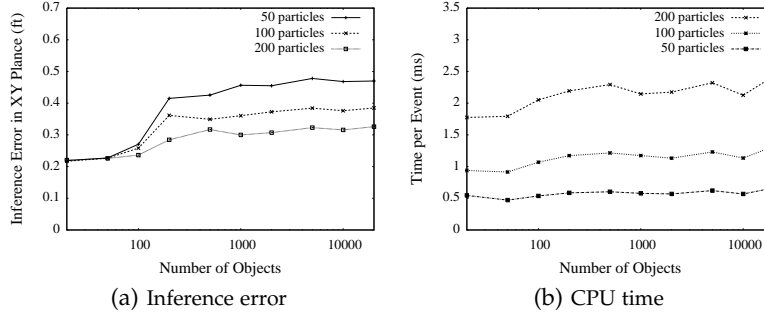 Inference Error in XY Plance (ft)
0.7
0.6
0.5
0.4
0.3
0.2
0.1
0
50 particles
100 particles
200 particles
100
1000
10000
Number of Objects
(a) Inference error
Time per Event (ms)
3.5
3
2.5
2
1.5
1
0.5
0
200 particles
100 particles
50 particles
100
1000
10000
Number of Objects
(b) CPU time